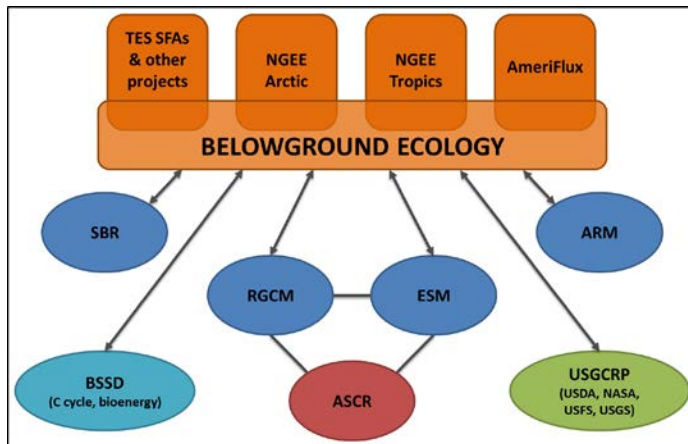 TES SFAs
& other
projects
NGEE
Arctic
NGEE
Tropics
AmeriFlux
BELOWGROUND ECOLOGY
SBR
ARM
RGCM
ESM
BSSD
(C cycle, bioenergy)
ASCR
USGCRP
(USDA, NASA,
USFS, USGS)